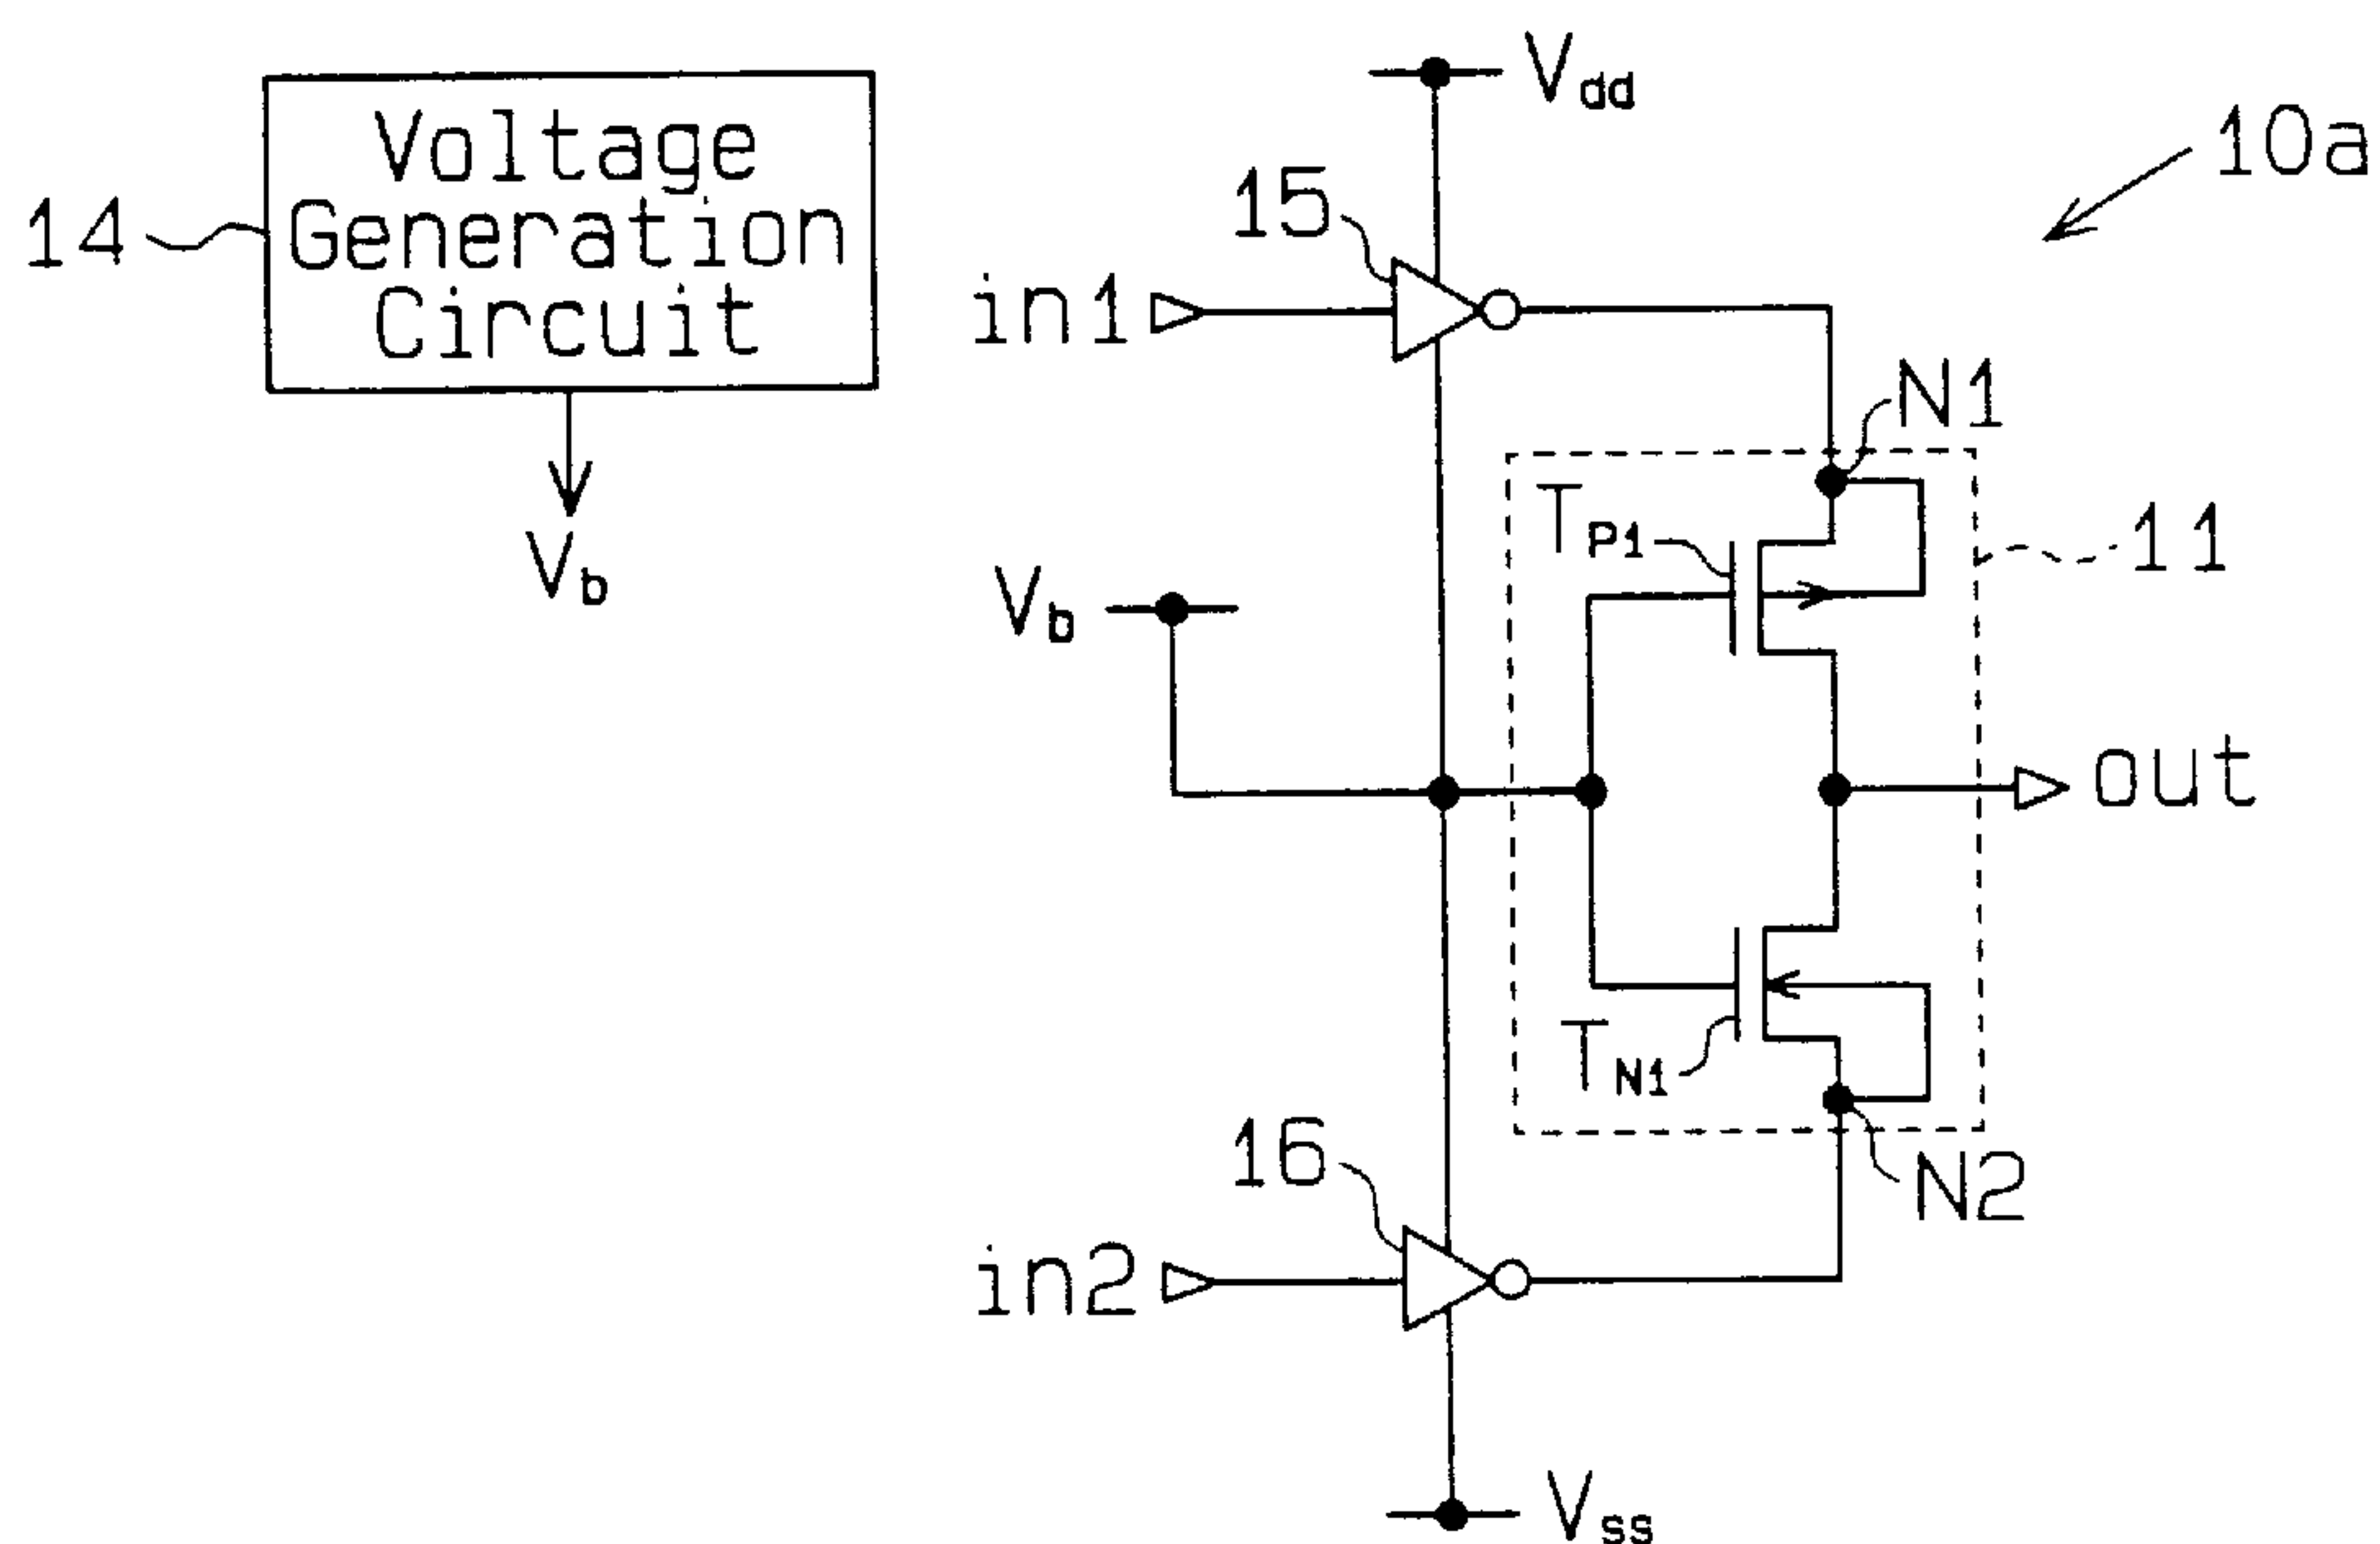 Voltage
Generation
Circuit
14
Vb
Vdd
10a
15
in1
N1
TP1
11
Vb
out
TN1
16
N2
in2
Vss